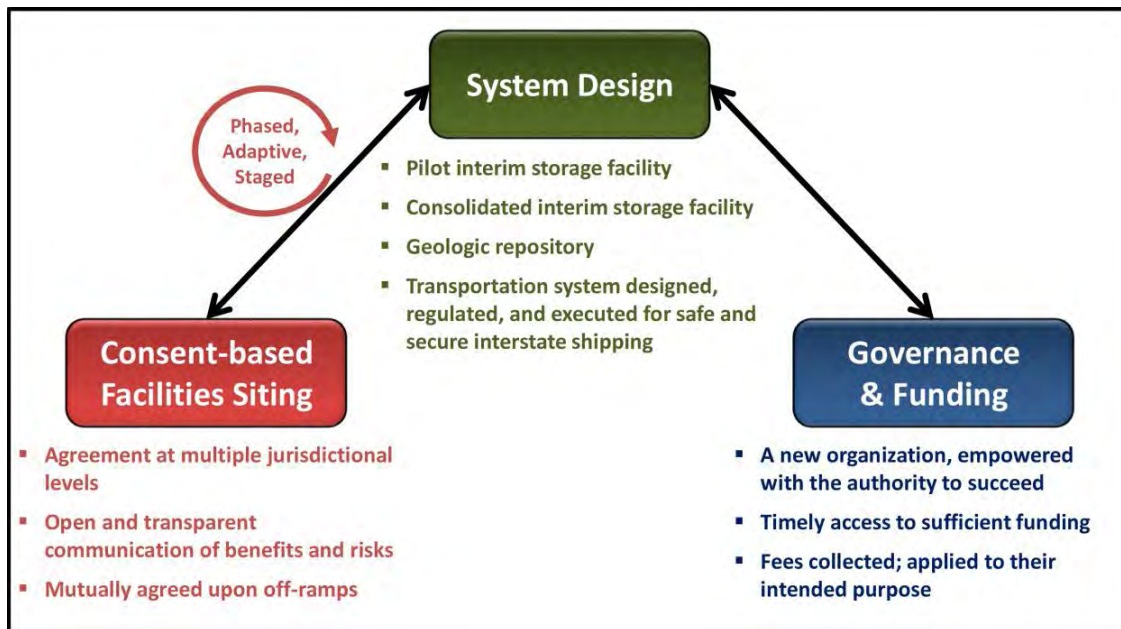 System Design
Phased,
Adaptive,
Staged
▪ Pilot interim storage facility
▪ Consolidated interim storage facility
▪ Geologic repository
▪ Transportation system designed,
regulated, and executed for safe and
secure interstate shipping
Consent-based
Facilities Siting
▪ Agreement at multiple jurisdictional
levels
▪ Open and transparent
communication of benefits and risks
▪ Mutually agreed upon off-ramps
Governance
& Funding
▪ A new organization, empowered
with the authority to succeed
▪ Timely access to sufficient funding
▪ Fees collected; applied to their
intended purpose